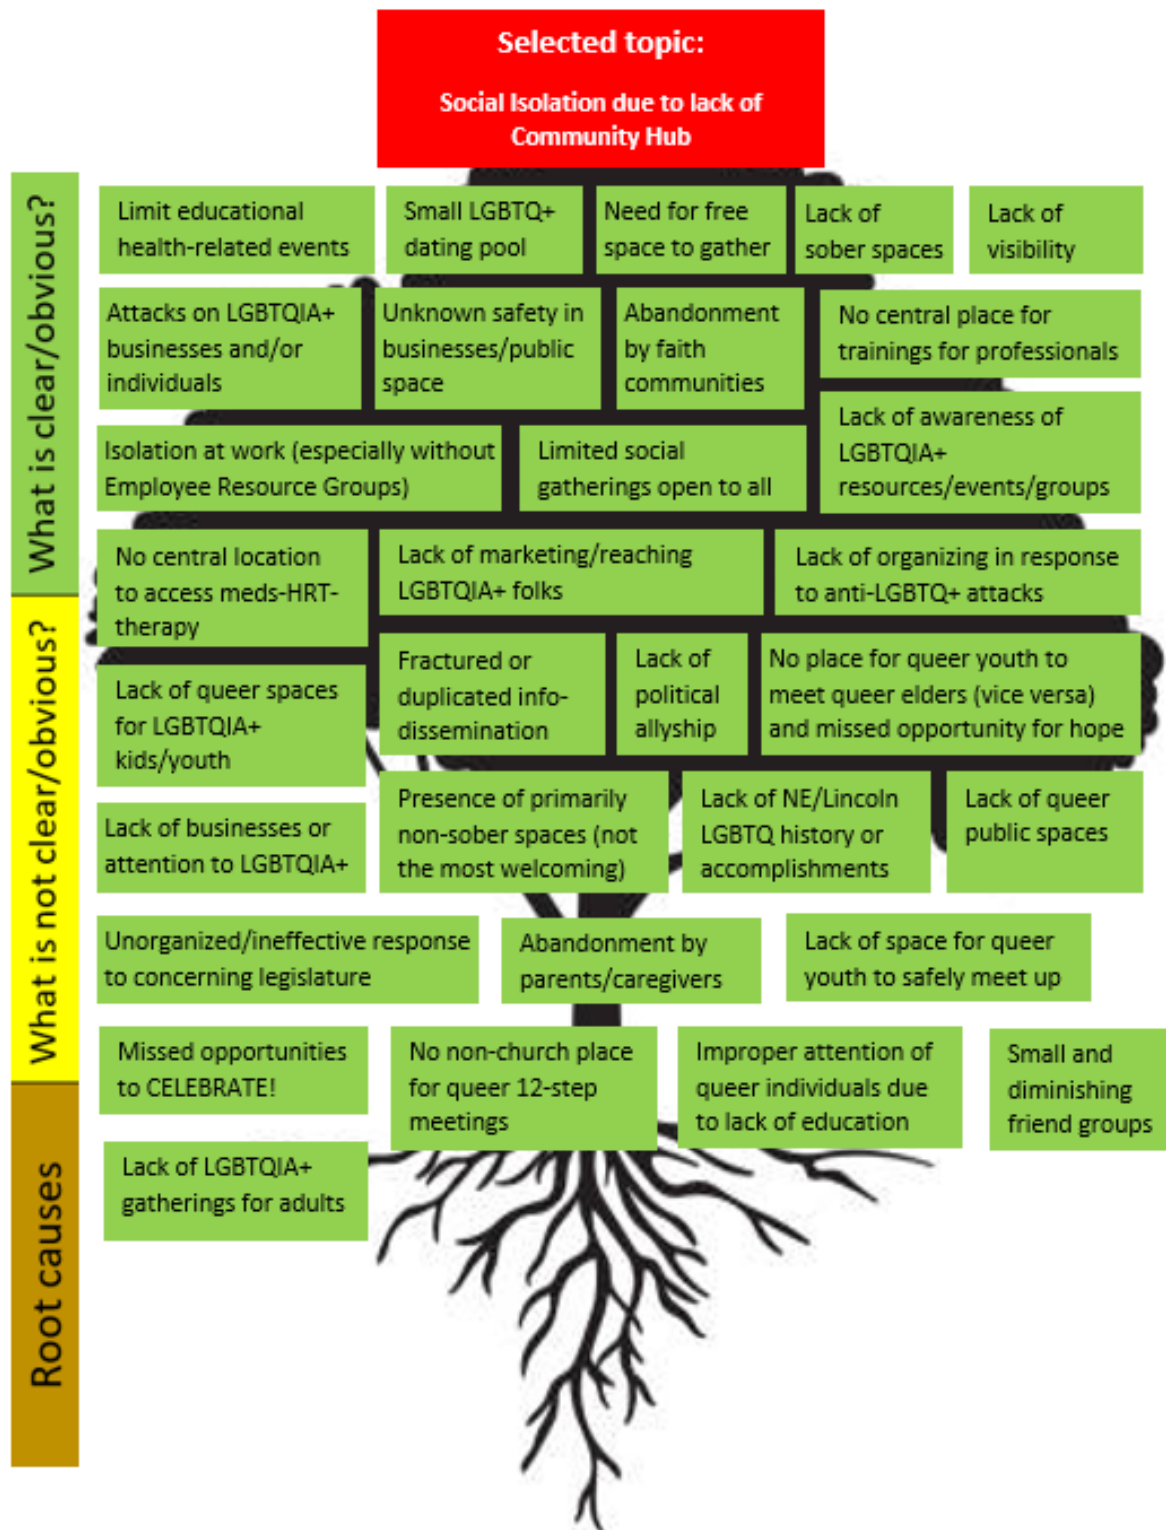 Selected topic:
Social Isolation due to lack of
Community Hub
What is clear/obvious?
Limit educational
health-related events
Small LGBTQ+
dating pool
Need for free
space to gather
Lack of
sober spaces
Lack of
visibility
Attacks on LGBTQIA+
businesses and/or
individuals
Unknown safety in
businesses/public
space
Abandonment
by faith
communities
No central place for
trainings for professionals
Isolation at work (especially without
Employee Resource Groups)
Limited social
gatherings open to all
Lack of awareness of
LGBTQIA+
resources/events/groups
No central location
to access meds-HRT-
therapy
Lack of marketing/reaching
LGBTQIA+ folks
Lack of organizing in response
to anti-LGBTQ+ attacks
What is not clear/obvious?
Lack of queer spaces
for LGBTQIA+
kids/youth
Fractured or
duplicated info-
dissemination
Lack of
political
allyship
No place for queer youth to
meet queer elders (vice versa)
and missed opportunity for hope
Lack of businesses or
attention to LGBTQIA+
Presence of primarily
non-sober spaces (not
the most welcoming)
Lack of NE/Lincoln
LGBTQ history or
accomplishments
Lack of queer
public spaces
Unorganized/ineffective response
to concerning legislature
Abandonment by
parents/caregivers
Lack of space for queer
youth to safely meet up
Missed opportunities
to CELEBRATE!
No non-church place
for queer 12-step
meetings
Improper attention of
queer individuals due
to lack of education
Small and
diminishing
friend groups
Root causes
Lack of LGBTQIA+
gatherings for adults